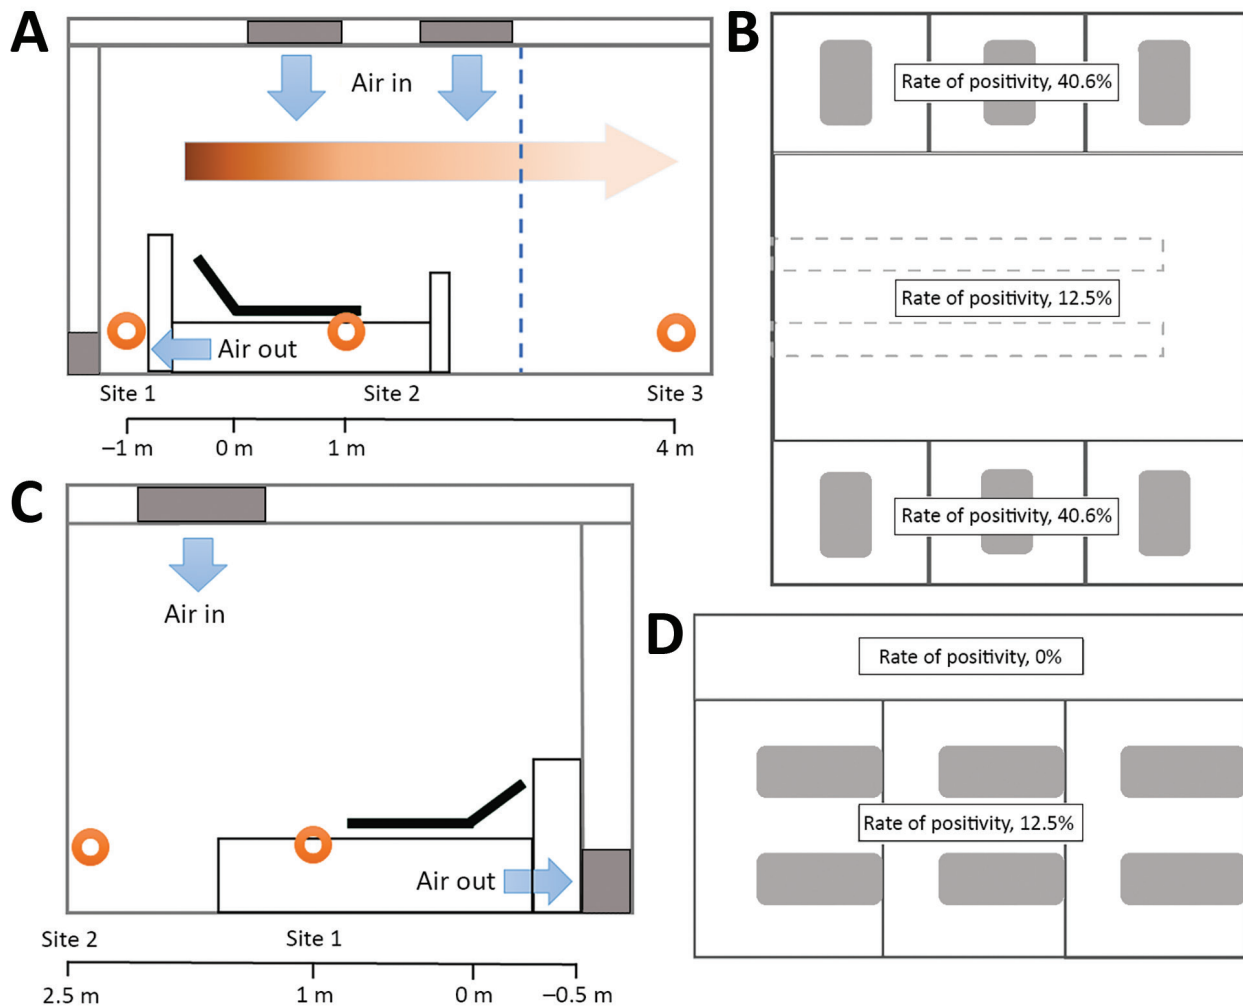 A
Air in
Air out
Site 1
Site 2
Site 3
–1 m
0 m
1 m
4 m
B
Rate of positivity, 40.6%
Rate of positivity, 12.5%
Rate of positivity, 40.6%
C
Air in
Air out
Site 2
Site 1
2.5 m
1 m
0 m
–0.5 m
D
Rate of positivity, 0%
Rate of positivity, 12.5%